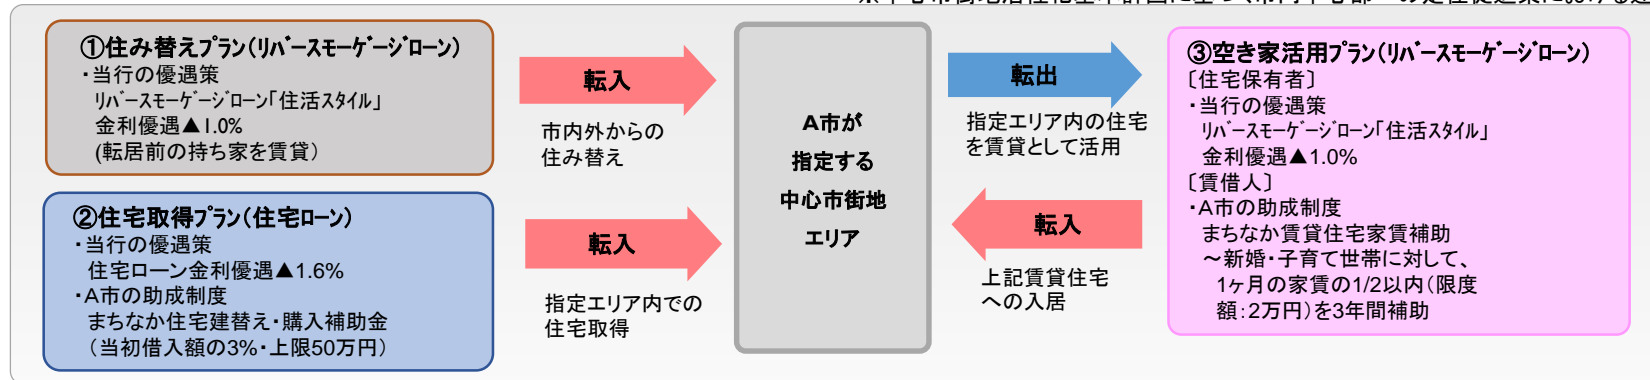 ①住み替えプラン(リバースモーゲージローン)
・当行の優遇策
リバースモーゲージローン「住活スタイル」
金利優遇▲1.0%
(転居前の持ち家を賃貸)
②住宅取得プラン(住宅ローン)
・当行の優遇策
住宅ローン金利優遇▲1.6%
・A市の助成制度
まちなか住宅建替え・購入補助金
(当初借入額の3%・上限50万円)
転入
市内外からの
住み替え
転入
指定エリア内での
住宅取得
A市が
指定する
中心市街地
エリア
転出
指定エリア内の住宅
を賃貸として活用
転入
上記賃貸住宅
への入居
③空き家活用プラン(リバースモーゲージローン)
〔住宅保有者〕
・当行の優遇策
リバースモーゲージローン「住活スタイル」
金利優遇▲1.0%
〔賃借人〕
・A市の助成制度
まちなか賃貸住宅家賃補助
~新婚・子育て世帯に対して、
1ヶ月の家賃の1/2以内(限度
額:2万円)を3年間補助